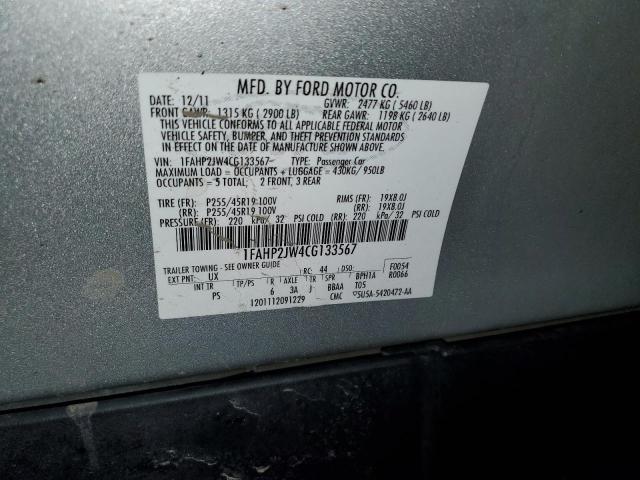 MFD. BY FORD MOTOR CO.
DATE: 12/11 GVWR: 2477 KG ( 5460 LB)
FRONT GAWR: 1315 KG ( 2900 LB) REAR GAWR: 1198 KG ( 2640 LB)
THIS VEHICLE CONFORMS TO ALL APPLICABLE FEDERAL MOTOR
VEHICLE SAFETY, BUMPER, AND THEFT PREVENTION STANDARDS
IN EFFECT ON THE DATE OF MANUFACTURE SHOWN ABOVE.
VIN: 1FAHP2JW4CG133567 TYPE: Passenger Car
MAXIMUM LOAD = OCCUPANTS + LUGGAGE = 430KG/ 950LB
OCCUPANTS = 5 TOTAL, 2 FRONT, 3 REAR
TIRE (FR): P255/45R19 100V RIMS (FR): 19X8.0J
(RR): P255/45R19 100V (RR): 19X8.0J
PRESSURE (FR): 220 kPa/ 32 PSI COLD (RR): 220 kPa/ 32 PSI COLD
1FAHP2JW4CG133567
TRAILER TOWING - SEE OWNER GUIDE RC: 44 DSO: F0054
EXT PNT: UX R0066
INT TR TP/PS R AXLE TR SPR BPH1A
PS 6 3A J BBAA T05
1201112091229 CMC 5U5A-5420472-AA